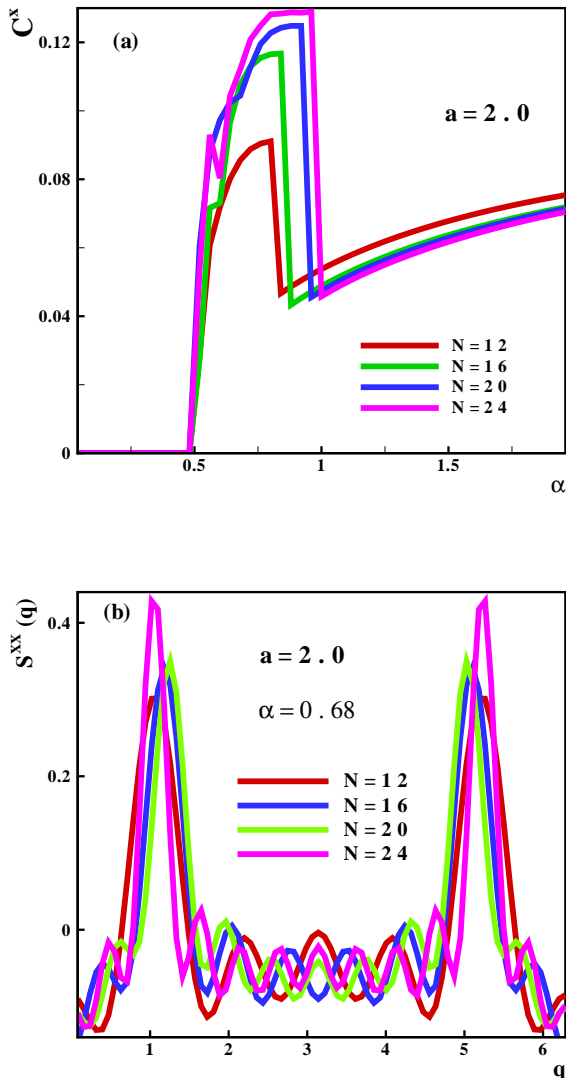 0.12
(a)
C^x
a = 2 . 0
0.08
N = 1 2
0.04
N = 1 6
N = 2 0
N = 2 4
0
0.5 1 1.5
α
(b)
0.4
S^XX (q)
a = 2 . 0
α = 0 . 68
0.2
N = 1 2
N = 1 6
N = 2 0
N = 2 4
0
1 2 3 4 5 6
q